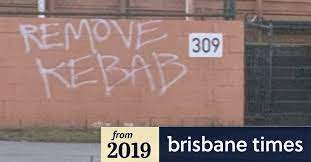 REMOVE
KEBAB
309
from
2019
brisbane times